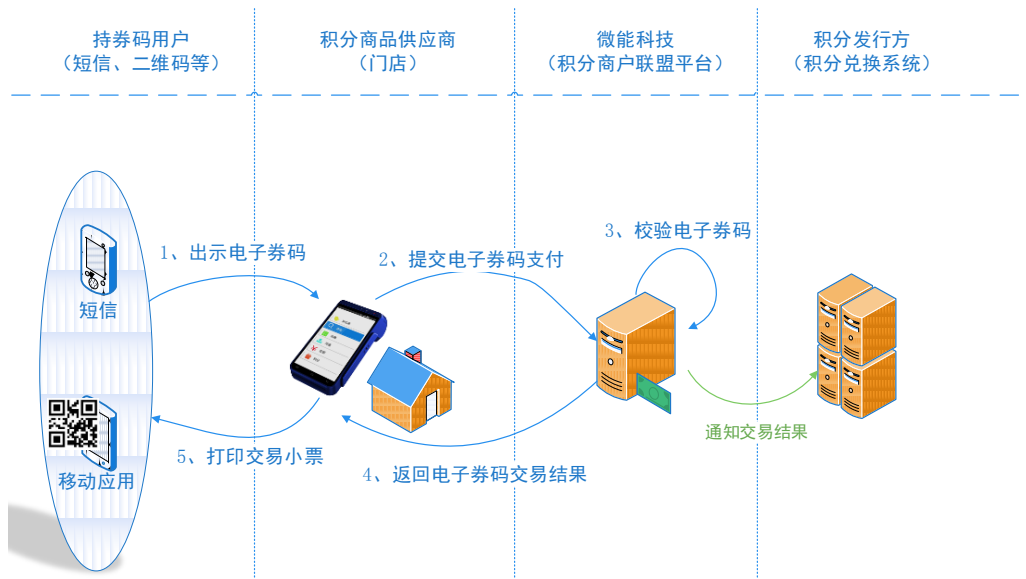 持券码用户
（短信、二维码等）
积分商品供应商
（门店）
微能科技
（积分商户联盟平台）
积分发行方
（积分兑换系统）
3、校验电子券码
1、出示电子券码
2、提交电子券码支付
短信
通知交易结果
5、打印交易小票
4、返回电子券码交易结果
移动应用